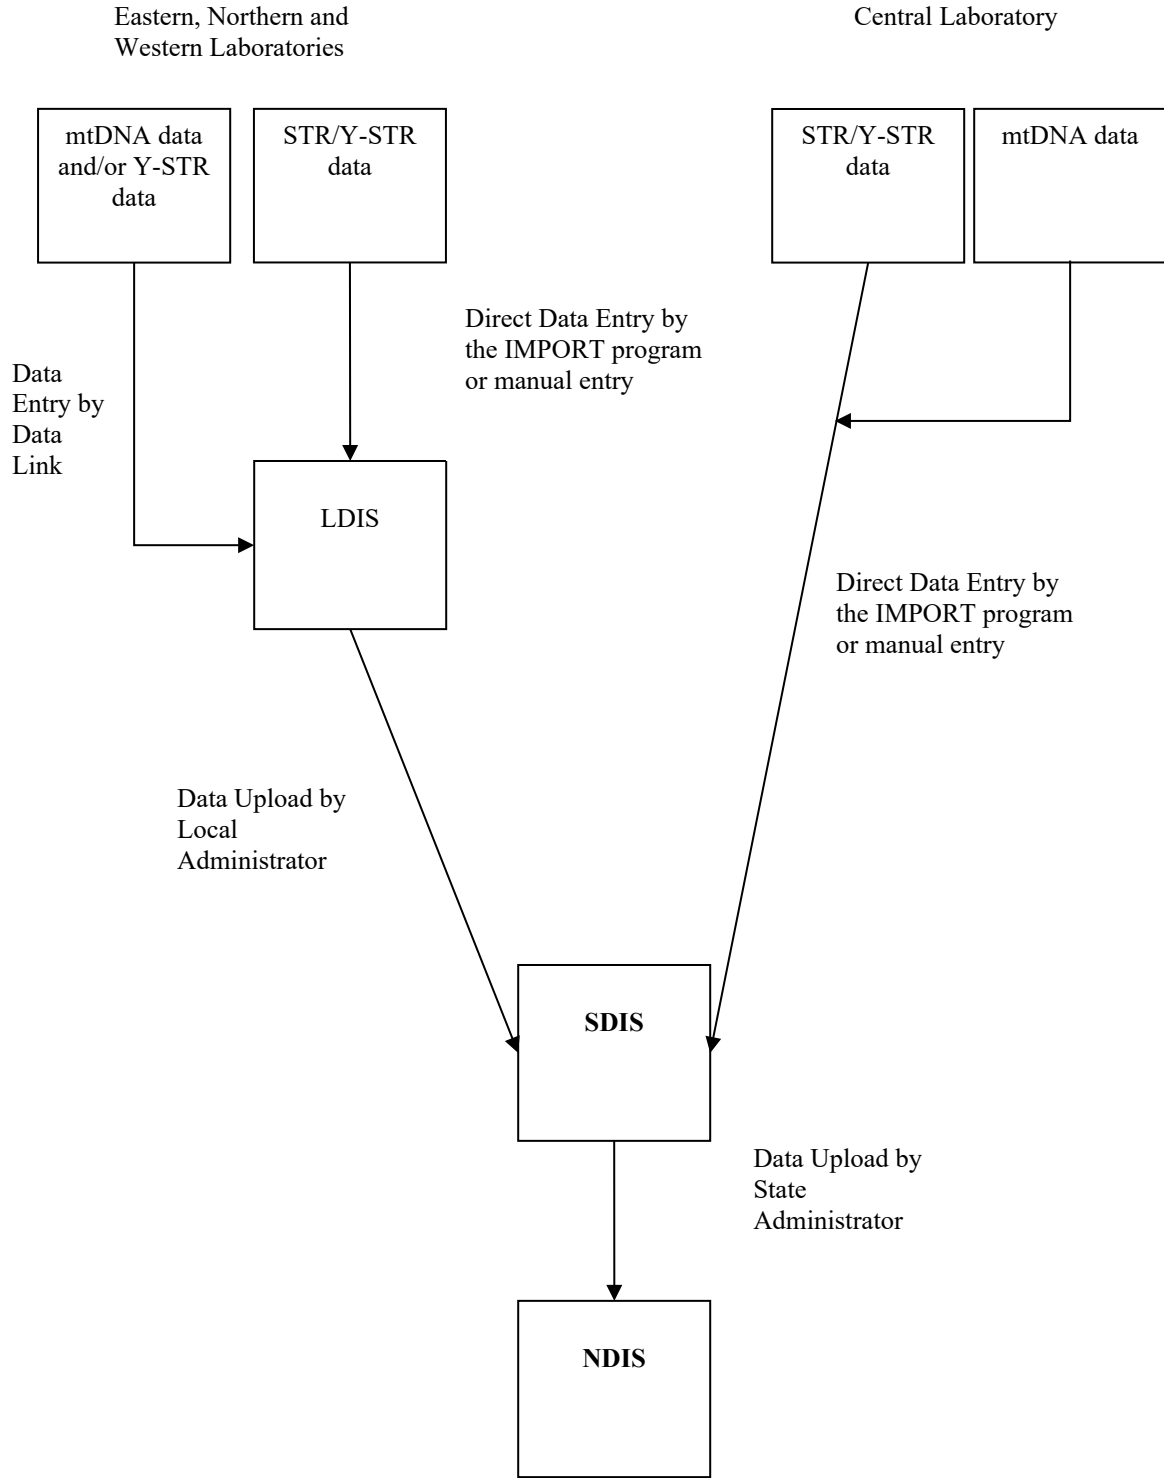 Eastern, Northern and
Western Laboratories
Central Laboratory
mtDNA data
and/or Y-STR
data
STR/Y-STR
data
STR/Y-STR
data
mtDNA data
Direct Data Entry by
the IMPORT program
or manual entry
Data
Entry by
Data
Link
LDIS
Direct Data Entry by
the IMPORT program
or manual entry
Data Upload by
Local
Administrator
SDIS
Data Upload by
State
Administrator
NDIS